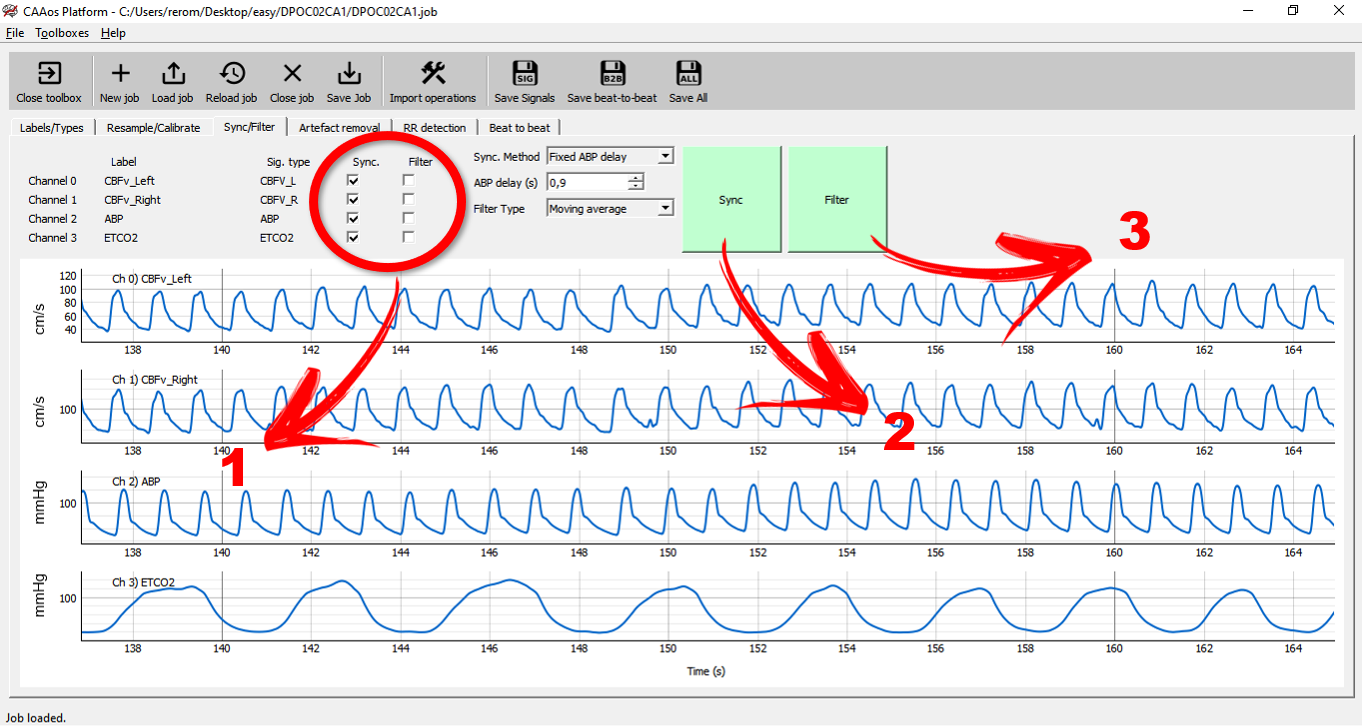 CAAos Platform - C:/Users/rerom/Desktop/easy/DPOC02CA1/DPOC02CA1.job
File Toolboxes Help
SIG B2B ALL
Close toolbox New job Load job Reload job Close job Save Job Import operations Save Signals Save beat-to-beat Save All
Labels/Types Resample/Calibrate Sync/Filter Artefact removal RR detection Beat to beat
Label Sig. type Sync. Filter Sync. Method Fixed ABP delay
Channel 0 CBFv_Left CBFV_L ABP delay (s) 0,9
Channel 1 CBFv_Right CBFV_R Filter Type Moving average Sync Filter
Channel 2 ABP ABP
Channel 3 ETCO2 ETCO2
3
Ch 0) CBFv_Left
cm/s
120
100
80
60
40
138 140 142 144 146 148 150 152 154 156 158 160 162 164
Ch 1) CBFv_Right
cm/s
100
2
138 140 142 144 146 148 150 152 154 156 158 160 162 164
1
Ch 2) ABP
mmHg
100
138 140 142 144 146 148 150 152 154 156 158 160 162 164
Ch 3) ETCO2
mmHg
100
138 140 142 144 146 148 150 152 154 156 158 160 162 164
Time (s)
Job loaded.